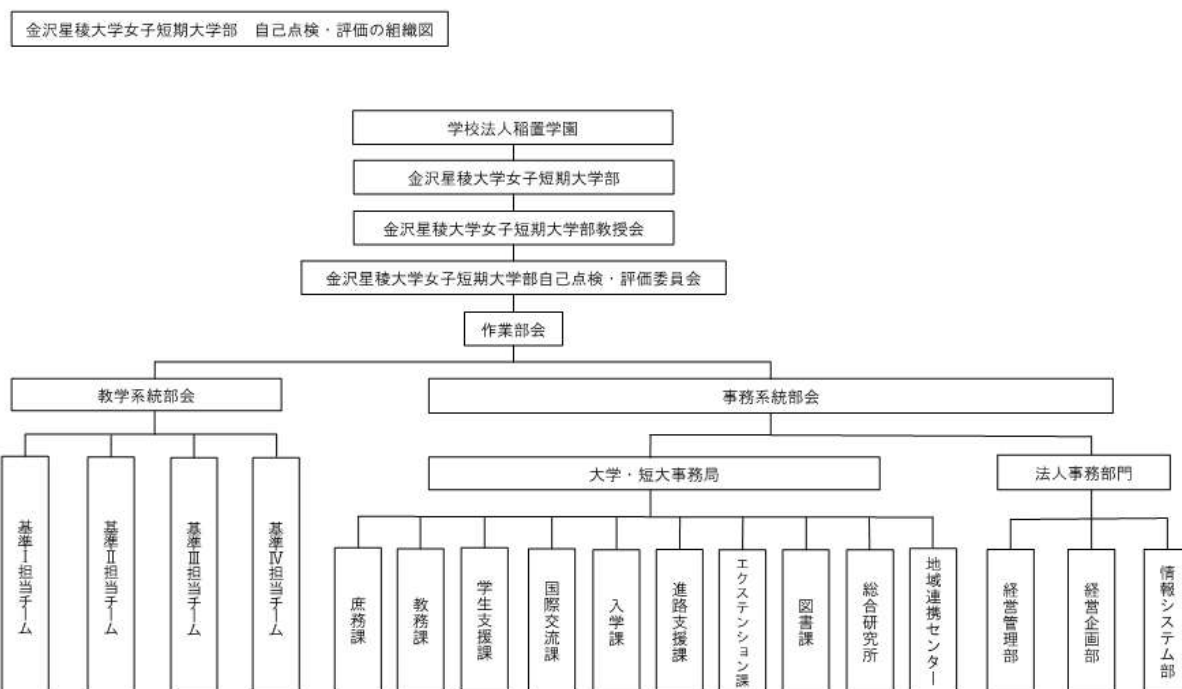 金沢星稜大学女子短期大学部　自己点検・評価の組織図
学校法人稲置学園
金沢星稜大学女子短期大学部
金沢星稜大学女子短期大学部教授会
金沢星稜大学女子短期大学部自己点検・評価委員会
作業部会
教学系統部会
事務系統部会
大学・短大事務局
法人事務部門
基準Ⅰ担当チーム
基準Ⅱ担当チーム
基準Ⅲ担当チーム
基準Ⅳ担当チーム
庶務課
教務課
学生支援課
国際交流課
入学課
進路支援課
エクステンション課
図書課
総合研究所
地域連携センター
経営管理部
経営企画部
情報システム部